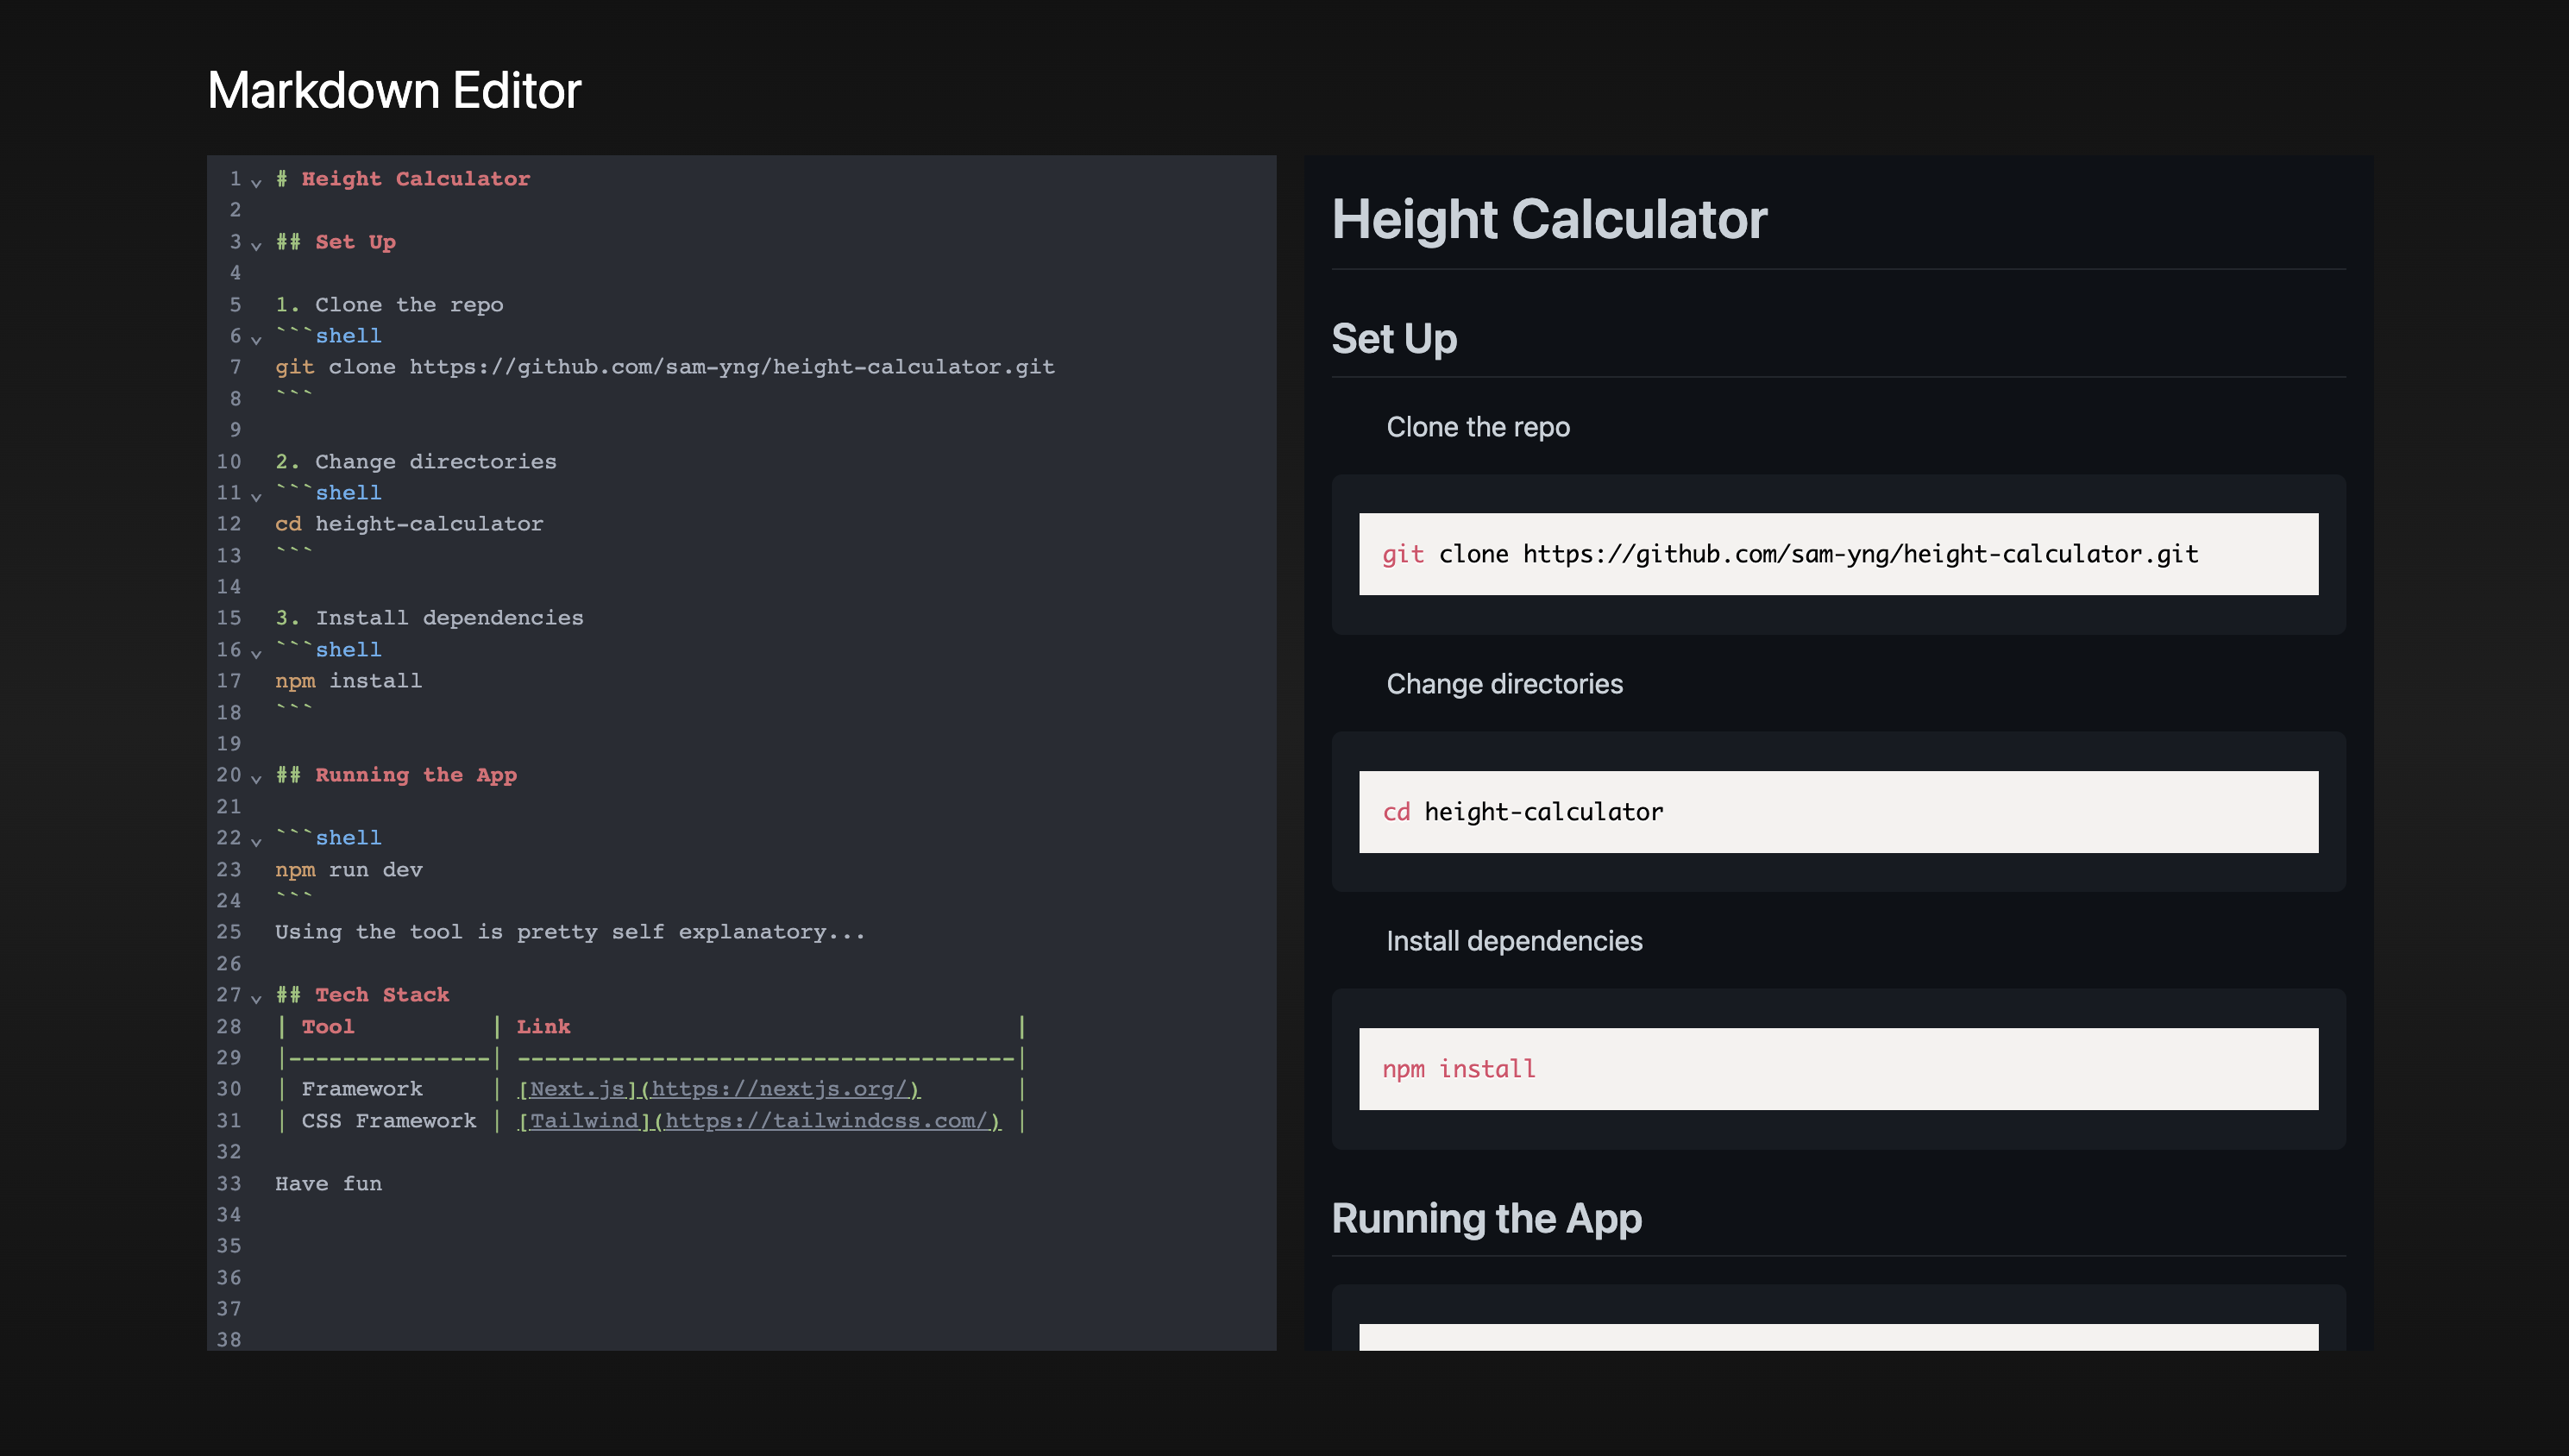 Markdown Editor
1 # Height Calculator
2
3 ## Set Up
4
5 1. Clone the repo
6 ```shell
7 git clone https://github.com/sam-yng/height-calculator.git
8 ```
9
10 2. Change directories
11 ```shell
12 cd height-calculator
13 ```
14
15 3. Install dependencies
16 ```shell
17 npm install
18 ```
19
20 ## Running the App
21
22 ```shell
23 npm run dev
24 ```
25 Using the tool is pretty self explanatory...
26
27 ## Tech Stack
28 | Tool          | Link                                 |
29 |---------------| -------------------------------------|
30 | Framework     | [Next.js](https://nextjs.org/)       |
31 | CSS Framework | [Tailwind](https://tailwindcss.com/) |
32
33 Have fun
34
35
36
37
38
Height Calculator
Set Up
Clone the repo
git clone https://github.com/sam-yng/height-calculator.git
Change directories
cd height-calculator
Install dependencies
npm install
Running the App